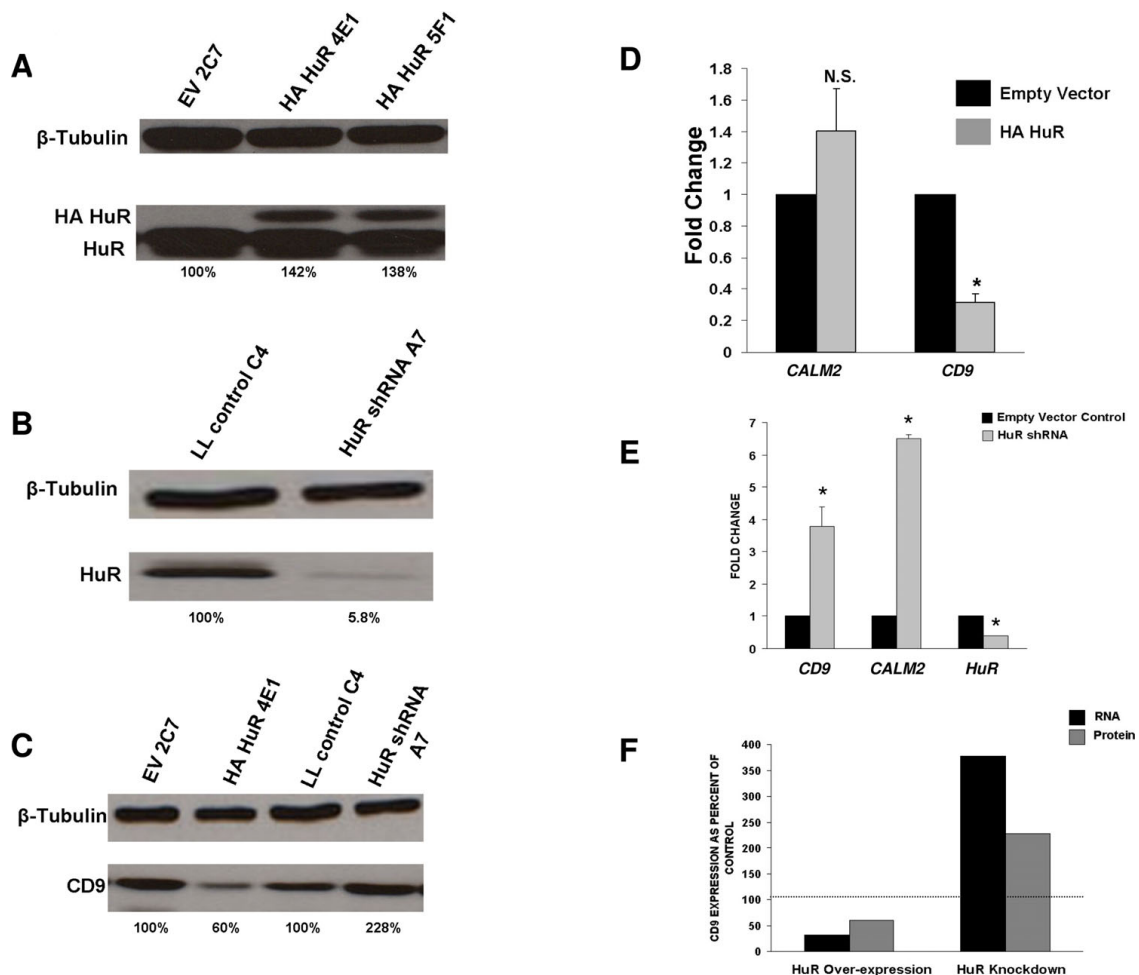 A
EV 2C7
HA HuR 4E1
HA HuR 5F1
β-Tubulin
HA HuR
HuR
100% 142% 138%
B
LL control C4
HuR shRNA A7
β-Tubulin
HuR
100% 5.8%
C
EV 2C7
HA HuR 4E1
LL control C4
HuR shRNA
A7
β-Tubulin
CD9
100% 60% 100% 228%
D
Fold Change
1.8
1.6
1.4
1.2
1
0.8
0.6
0.4
0.2
0
N.S.
*
Empty Vector
HA HuR
CALM2 CD9
E
FOLD CHANGE
7
6
5
4
3
2
1
0
*
*
*
Empty Vector Control
HuR shRNA
CD9 CALM2 HuR
F
CD9 EXPRESSION AS PERCENT OF
CONTROL
400
350
300
250
200
150
100
50
0
RNA
Protein
HuR Over-expression HuR Knockdown